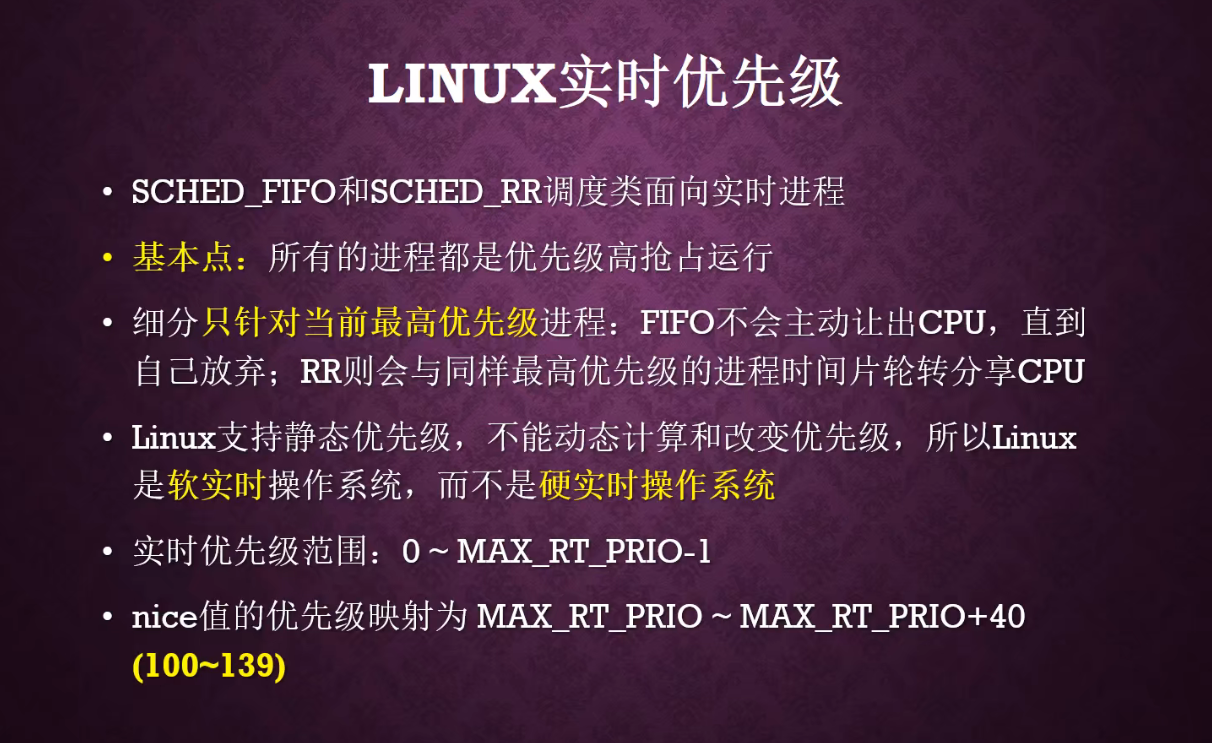 LINUX实时优先级
• SCHED_FIFO和SCHED_RR调度类面向实时进程
• 基本点：所有的进程都是优先级高抢占运行
• 细分只针对当前最高优先级进程：FIFO不会主动让出CPU，直到
自己放弃；RR则会与同样最高优先级的进程时间片轮转分享CPU
• Linux支持静态优先级，不能动态计算和改变优先级，所以Linux
是软实时操作系统，而不是硬实时操作系统
• 实时优先级范围：0 ~ MAX_RT_PRIO-1
• nice值的优先级映射为 MAX_RT_PRIO ~ MAX_RT_PRIO+40
(100~139)